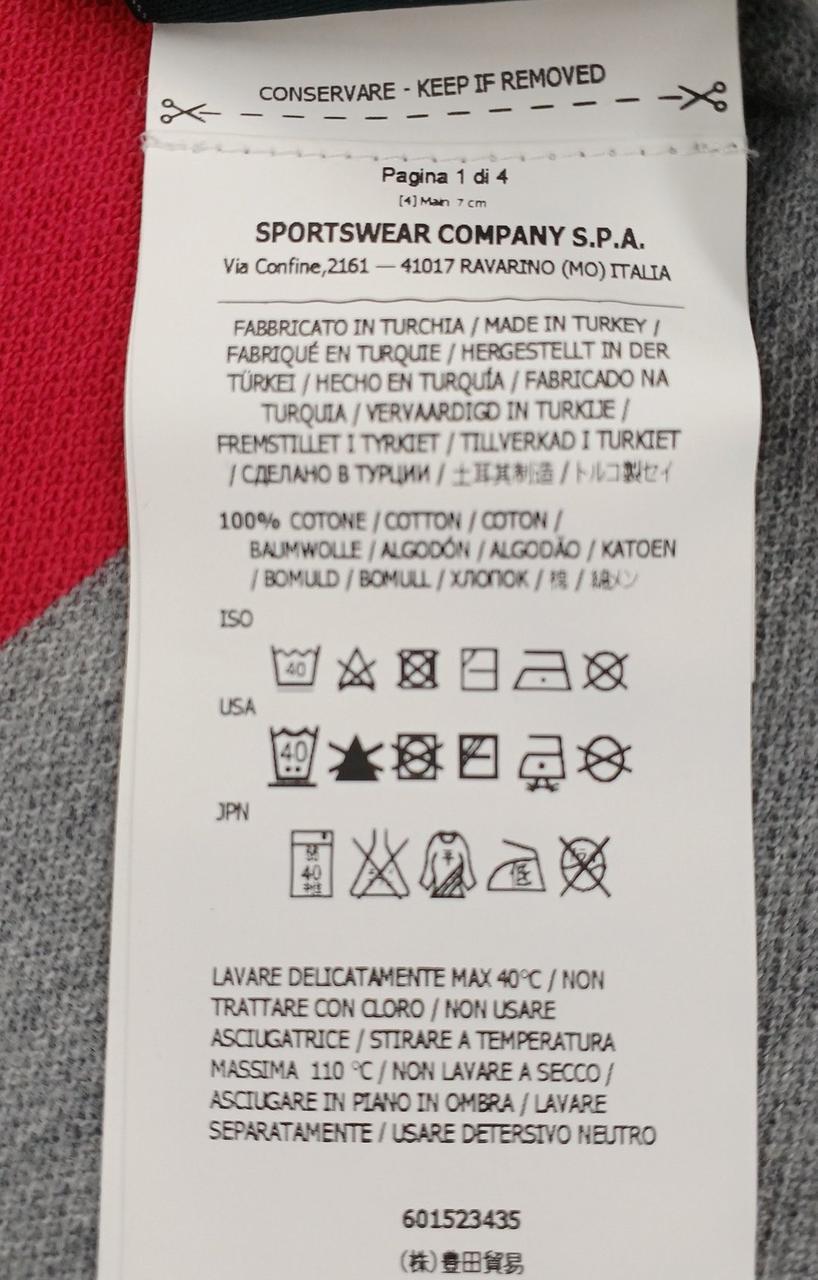 CONSERVARE - KEEP IF REMOVED
Pagina 1 di 4
[4] Main 7 cm
SPORTSWEAR COMPANY S.P.A.
Via Confine,2161 — 41017 RAVARINO (MO) ITALIA
FABBRICATO IN TURCHIA / MADE IN TURKEY /
FABRIQUÉ EN TURQUIE / HERGESTELLT IN DER
TÜRKEI / HECHO EN TURQUÍA / FABRICADO NA
TURQUIA / VERVAARDIGD IN TURKIJE /
FREMSTILLET I TYRKIET / TILLVERKAD I TURKIET
/ СДЕЛАНО В ТУРЦИИ / 土耳其制造 / トルコ製セイ
100% COTONE / COTTON / COTON /
BAUMWOLLE / ALGODÓN / ALGODÃO / KATOEN
/ BOMULD / BOMULL / ХЛОПОК / 棉 / 綿メン
ISO
40
USA
40
JPN
40 低
LAVARE DELICATAMENTE MAX 40°C / NON
TRATTARE CON CLORO / NON USARE
ASCIUGATRICE / STIRARE A TEMPERATURA
MASSIMA 110 °C / NON LAVARE A SECCO /
ASCIUGARE IN PIANO IN OMBRA / LAVARE
SEPARATAMENTE / USARE DETERSIVO NEUTRO
601523435
(株)豊田貿易